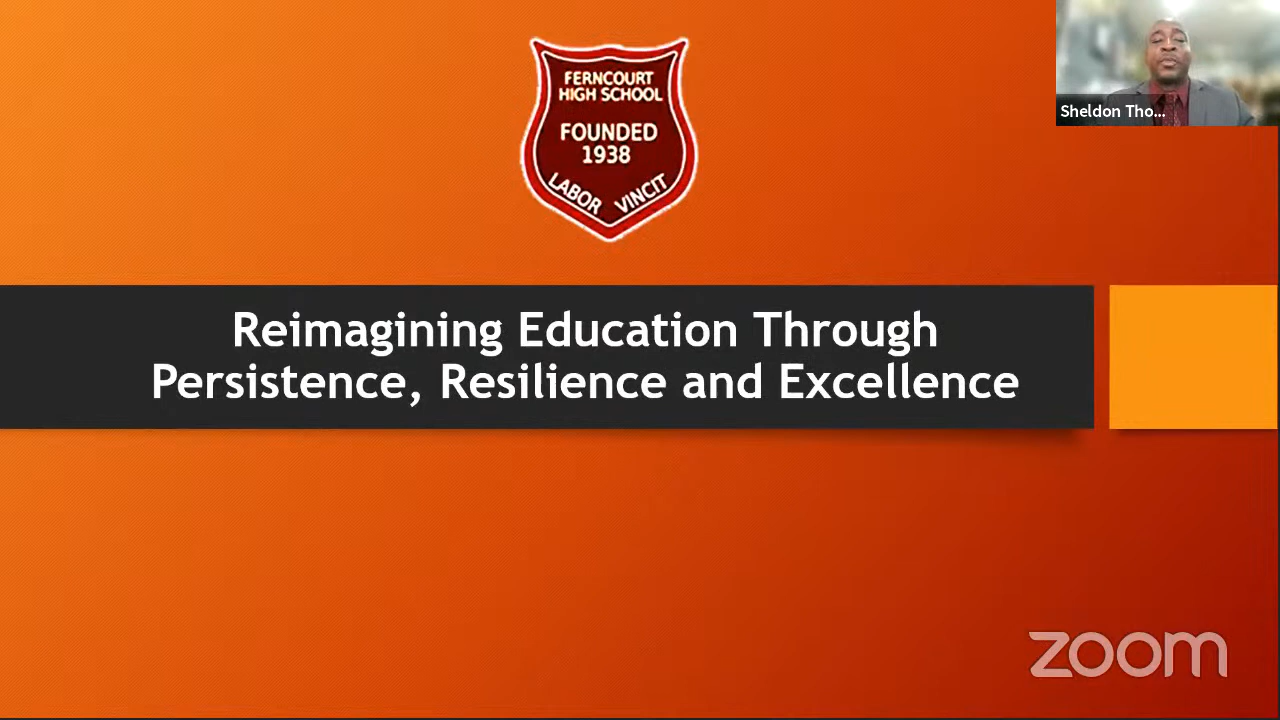 FERNCOURT
HIGH SCHOOL
FOUNDED
1938
LABOR VINCIT
Sheldon Tho...
Reimagining Education Through
Persistence, Resilience and Excellence
zoom